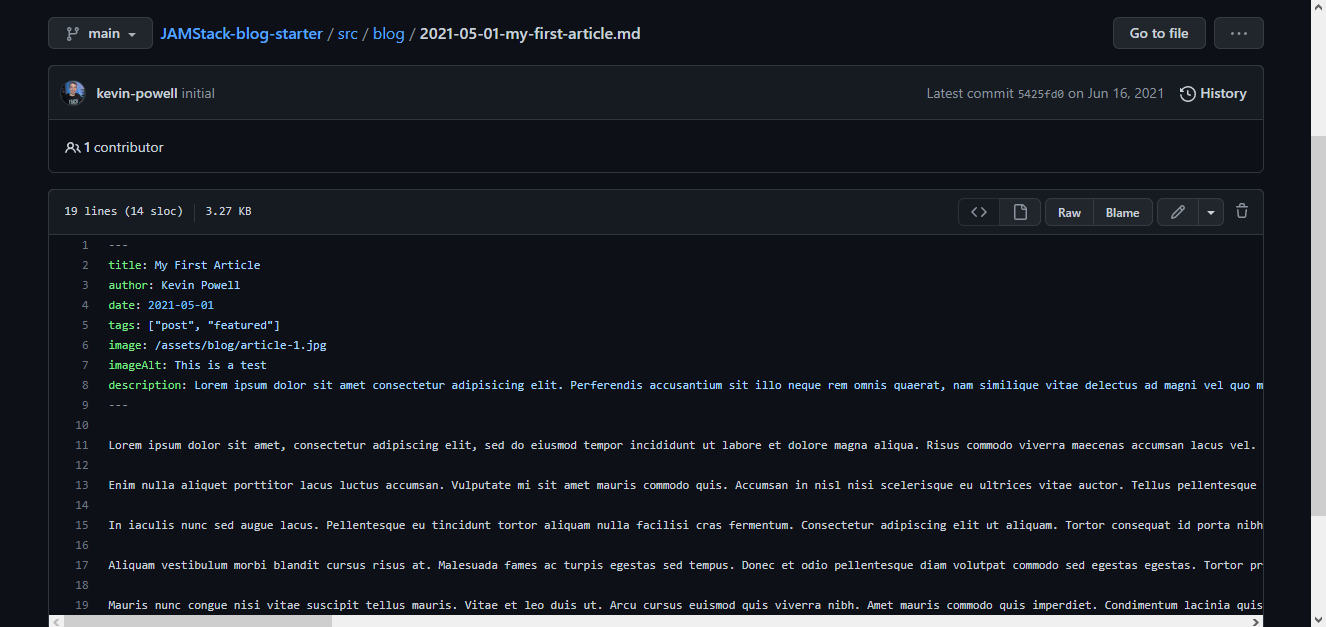 main
JAMStack-blog-starter / src / blog / 2021-05-01-my-first-article.md
Go to file
kevin-powell initial
Latest commit 5425fd0 on Jun 16, 2021
History
1 contributor
19 lines (14 sloc)
3.27 KB
Raw
Blame
1 ---
2 title: My First Article
3 author: Kevin Powell
4 date: 2021-05-01
5 tags: ["post", "featured"]
6 image: /assets/blog/article-1.jpg
7 imageAlt: This is a test
8 description: Lorem ipsum dolor sit amet consectetur adipisicing elit. Perferendis accusantium sit illo neque rem omnis quaerat, nam similique vitae delectus ad magni vel quo m
9 ---
10
11 Lorem ipsum dolor sit amet, consectetur adipiscing elit, sed do eiusmod tempor incididunt ut labore et dolore magna aliqua. Risus commodo viverra maecenas accumsan lacus vel.
12
13 Enim nulla aliquet porttitor lacus luctus accumsan. Vulputate mi sit amet mauris commodo quis. Accumsan in nisl nisi scelerisque eu ultrices vitae auctor. Tellus pellentesque
14
15 In iaculis nunc sed augue lacus. Pellentesque eu tincidunt tortor aliquam nulla facilisi cras fermentum. Consectetur adipiscing elit ut aliquam. Tortor consequat id porta nibh
16
17 Aliquam vestibulum morbi blandit cursus risus at. Malesuada fames ac turpis egestas sed tempus. Donec et odio pellentesque diam volutpat commodo sed egestas egestas. Tortor pr
18
19 Mauris nunc congue nisi vitae suscipit tellus mauris. Vitae et leo duis ut. Arcu cursus euismod quis viverra nibh. Amet mauris commodo quis imperdiet. Condimentum lacinia quis